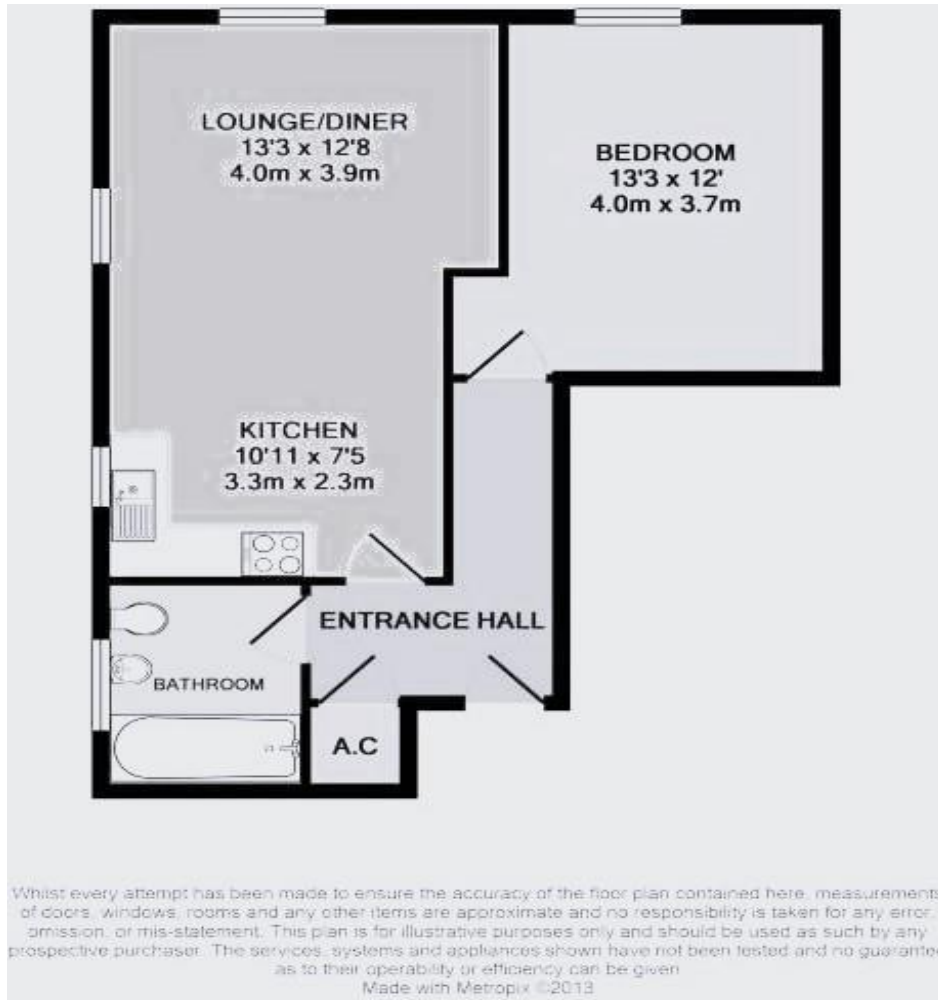 LOUNGE/DINER
13'3 x 12'8
4.0m x 3.9m
BEDROOM
13'3 x 12'
4.0m x 3.7m
KITCHEN
10'11 x 7'5
3.3m x 2.3m
ENTRANCE HALL
BATHROOM
A.C
Whilst every attempt has been made to ensure the accuracy of the floor plan contained here, measurements
of doors, windows, rooms and any other items are approximate and no responsibility is taken for any error,
omission, or mis-statement. This plan is for illustrative purposes only and should be used as such by any
prospective purchaser. The services, systems and appliances shown have not been tested and no guarantee
as to their operability or efficiency can be given
Made with Metropix ©2013